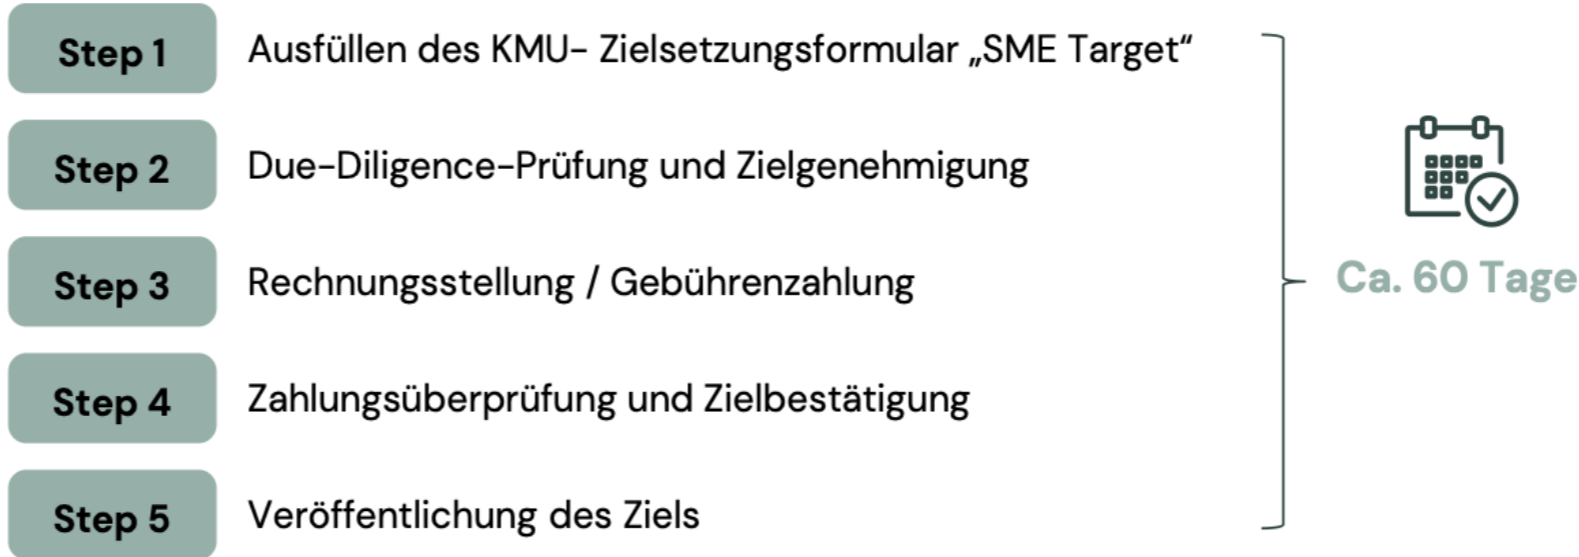 Step 1 Ausfüllen des KMU- Zielsetzungsformular „SME Target“
Step 2 Due-Diligence-Prüfung und Zielgenehmigung
Step 3 Rechnungsstellung / Gebührenzahlung
Step 4 Zahlungsüberprüfung und Zielbestätigung
Step 5 Veröffentlichung des Ziels
Ca. 60 Tage